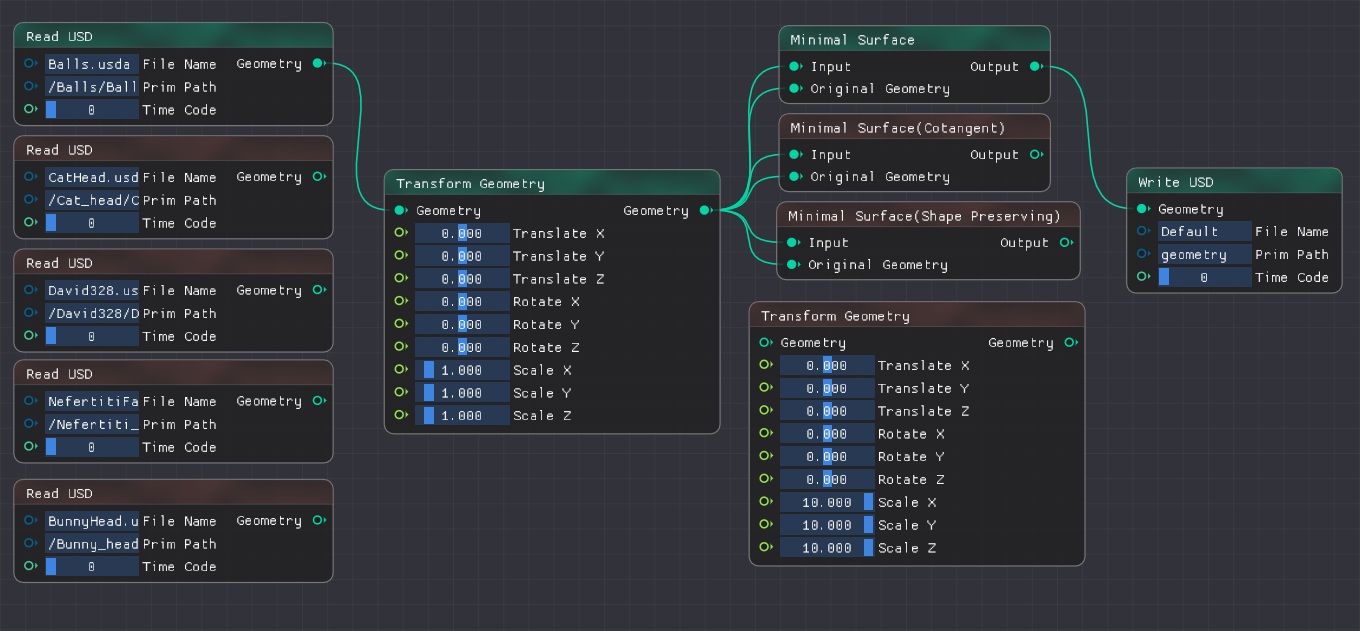 Read USD
Balls.usda File Name Geometry
/Balls/Ball Prim Path
0 Time Code
Read USD
CatHead.usd File Name Geometry
/Cat_head/C Prim Path
0 Time Code
Read USD
David328.us File Name Geometry
/David328/D Prim Path
0 Time Code
Read USD
NefertitiFa File Name Geometry
/Nefertiti_ Prim Path
0 Time Code
Read USD
BunnyHead.u File Name Geometry
/Bunny_head Prim Path
0 Time Code
Transform Geometry
Geometry Geometry
0.000 Translate X
0.000 Translate Y
0.000 Translate Z
0.000 Rotate X
0.000 Rotate Y
0.000 Rotate Z
1.000 Scale X
1.000 Scale Y
1.000 Scale Z
Minimal Surface
Input Output
Original Geometry
Minimal Surface(Cotangent)
Input Output
Original Geometry
Minimal Surface(Shape Preserving)
Input Output
Original Geometry
Transform Geometry
Geometry Geometry
0.000 Translate X
0.000 Translate Y
0.000 Translate Z
0.000 Rotate X
0.000 Rotate Y
0.000 Rotate Z
10.000 Scale X
10.000 Scale Y
10.000 Scale Z
Write USD
Geometry
Default File Name
geometry Prim Path
0 Time Code